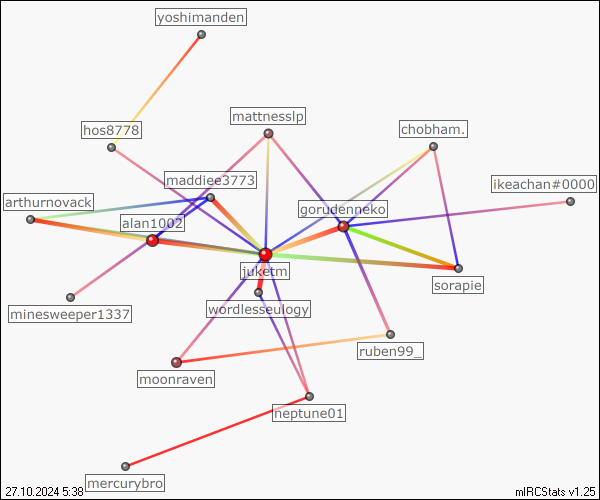 yoshimanden
mattnesslp
hos8778
chobham.
maddiee3773
ikeachan#0000
arthurnovack
gorudenneko
alan1002
juketm
sorapie
wordlesseulogy
minesweeper1337
ruben99_
moonraven
neptune01
mercurybro
27.10.2024 5:38
mIRCStats v1.25